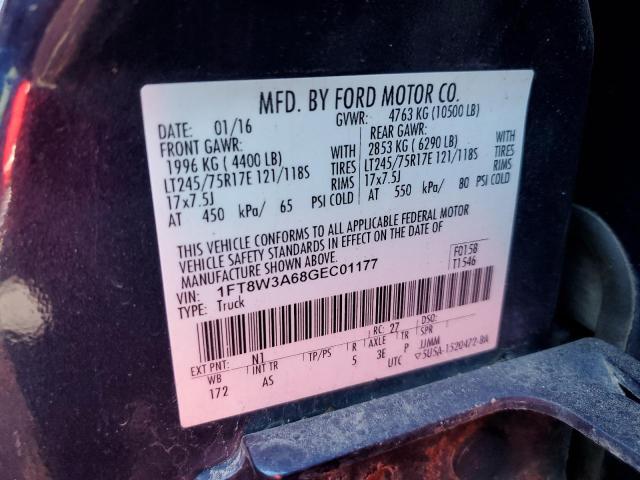 MFD. BY FORD MOTOR CO.
DATE: 01/16 GVWR: 4763 KG (10500 LB)
FRONT GAWR: REAR GAWR:
1996 KG ( 4400 LB) WITH 2853 KG ( 6290 LB) WITH
LT245/75R17E 121/118S TIRES LT245/75R17E 121/118S TIRES
17x7.5J RIMS 17x7.5J RIMS
AT 450 kPa/ 65 PSI COLD AT 550 kPa/ 80 PSI COLD
THIS VEHICLE CONFORMS TO ALL APPLICABLE FEDERAL MOTOR
VEHICLE SAFETY STANDARDS IN EFFECT ON THE DATE OF
MANUFACTURE SHOWN ABOVE.
VIN: 1FT8W3A68GEC01177 F0158
TYPE: Truck T1546
EXT PNT: N1 RC: 27 DSO:
WB INT TR TP/PS R AXLE TR SPR
172 AS 5 3E P JJMM
UTC ▽5U5A-1520472-BA